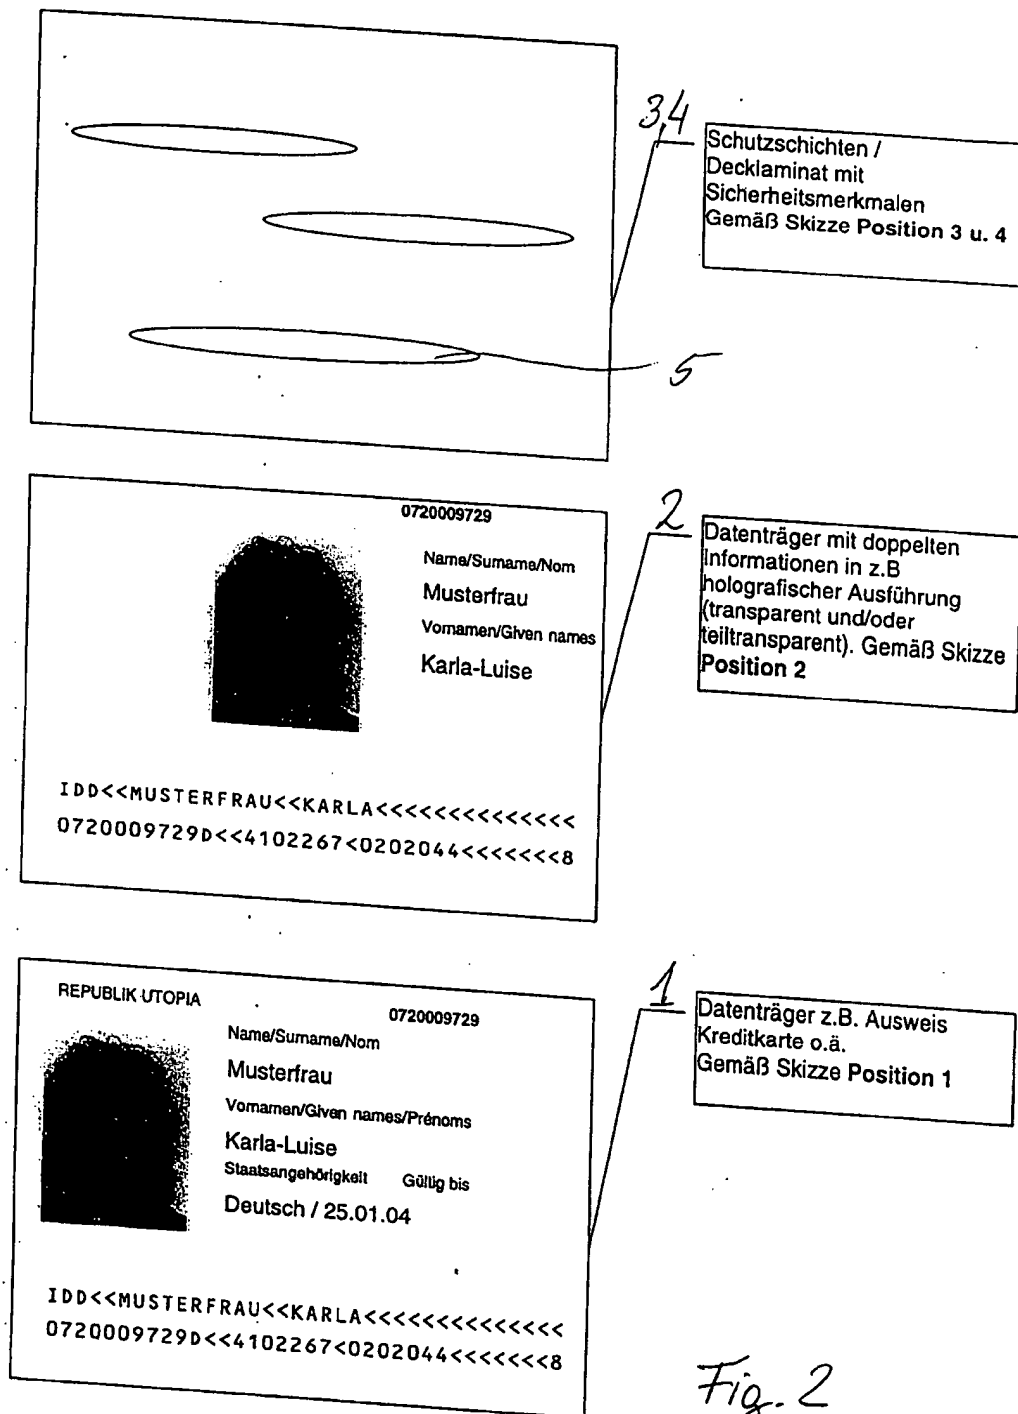 3,4
Schutzschichten /
Decklaminat mit
Sicherheitsmerkmalen
Gemäß Skizze Position 3 u. 4
5
2
0720009729
Name/Surname/Nom
Musterfrau
Vornamen/Given names
Karla-Luise
IDD<<MUSTERFRAU<<KARLA<<<<<<<<<<<<<<
0720009729D<<4102267<0202044<<<<<<<8
Datenträger mit doppelten
Informationen in z.B
holografischer Ausführung
(transparent und/oder
teiltransparent). Gemäß Skizze
Position 2
1
REPUBLIK UTOPIA
0720009729
Name/Surname/Nom
Musterfrau
Vornamen/Given names/Prénoms
Karla-Luise
Staatsangehörigkeit Gültig bis
Deutsch / 25.01.04
IDD<<MUSTERFRAU<<KARLA<<<<<<<<<<<<<<
0720009729D<<4102267<0202044<<<<<<<8
Datenträger z.B. Ausweis
Kreditkarte o.ä.
Gemäß Skizze Position 1
Fig. 2